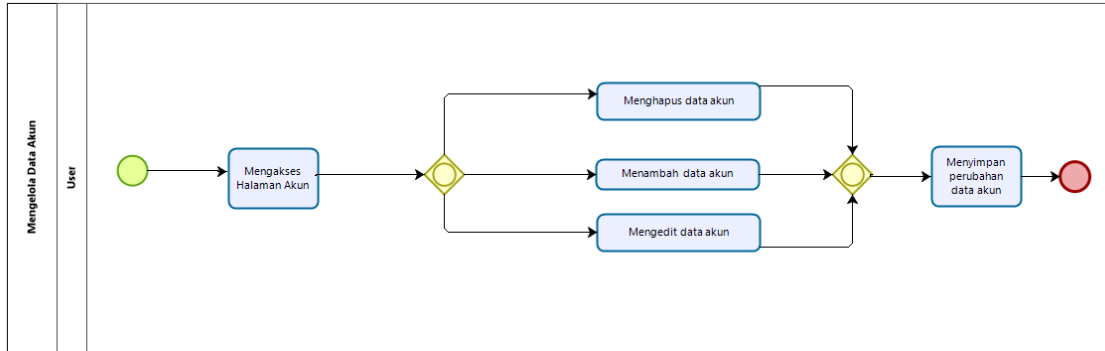 Mengelola Data Akun
User
Mengakses
Halaman Akun
Menghapus data akun
Menambah data akun
Mengedit data akun
Menyimpan
perubahan
data akun